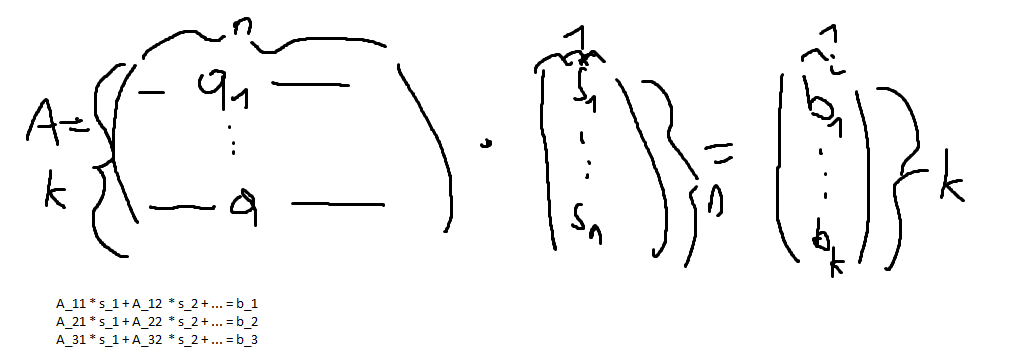 n 1 1
A = k ( — a_1 — ⋮ — a — ) · ( s_1 ⋮ s_n ) n = ( b_1 ⋮ b_k ) k
A_11 * s_1 + A_12 * s_2 + ... = b_1
A_21 * s_1 + A_22 * s_2 + ... = b_2
A_31 * s_1 + A_32 * s_2 + ... = b_3